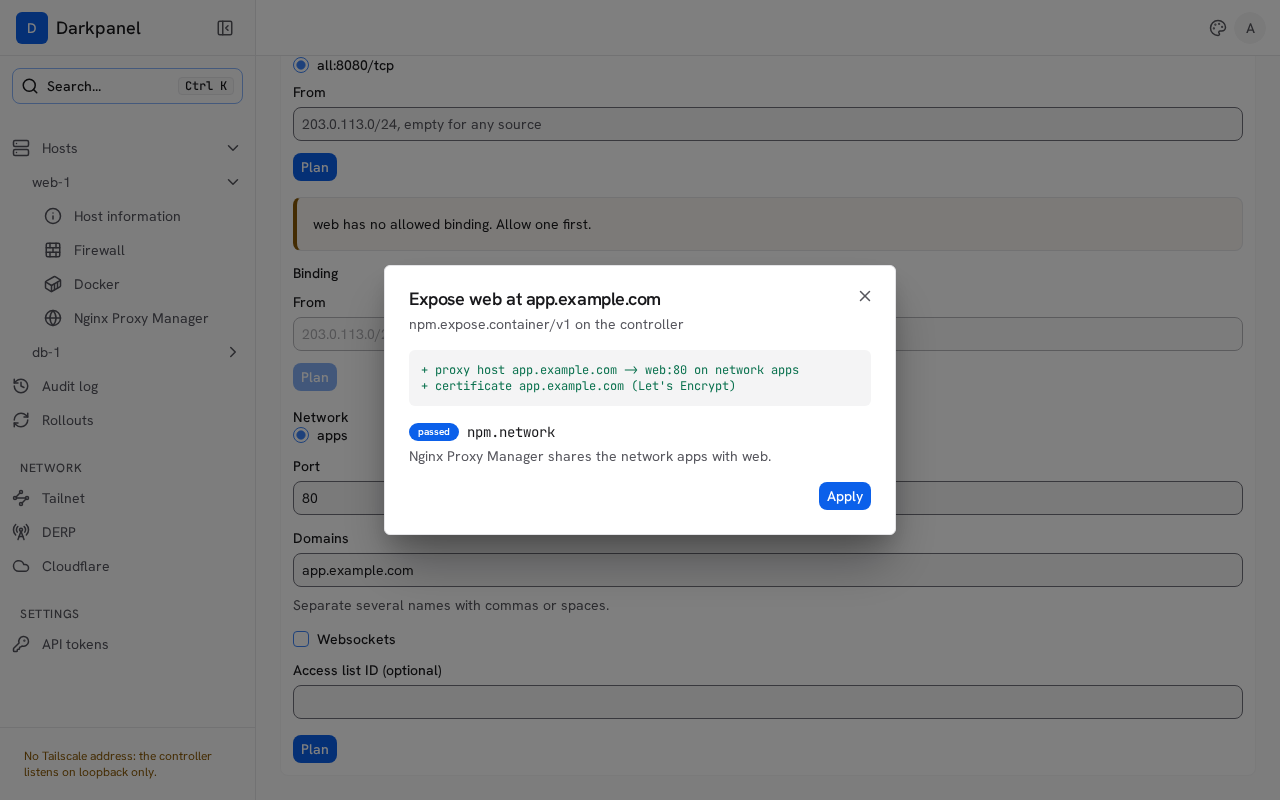 D Darkpanel
A
Search... Ctrl K
Hosts
web-1
Host information
Firewall
Docker
Nginx Proxy Manager
db-1
Audit log
Rollouts
NETWORK
Tailnet
DERP
Cloudflare
SETTINGS
API tokens
No Tailscale address: the controller
listens on loopback only.
all:8080/tcp
From
203.0.113.0/24, empty for any source
Plan
web has no allowed binding. Allow one first.
Binding
From
203.0.113.0/2
Plan
Network
apps
Port
80
Domains
app.example.com
Separate several names with commas or spaces.
Websockets
Access list ID (optional)
Plan
Expose web at app.example.com
npm.expose.container/v1 on the controller
+ proxy host app.example.com → web:80 on network apps
+ certificate app.example.com (Let's Encrypt)
passed npm.network
Nginx Proxy Manager shares the network apps with web.
Apply